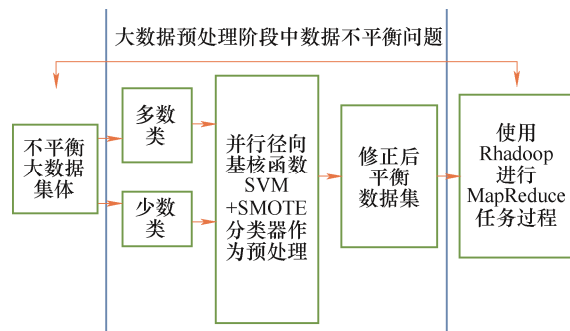 大数据预处理阶段中数据不平衡问题
不平衡
大数据
集体
多数
类
少数
类
并行径向
基核函数
SVM
+SMOTE
分类器作
为预处理
修正后
平衡
数据集
使用
Rhadoop
进行
MapReduce
任务过程